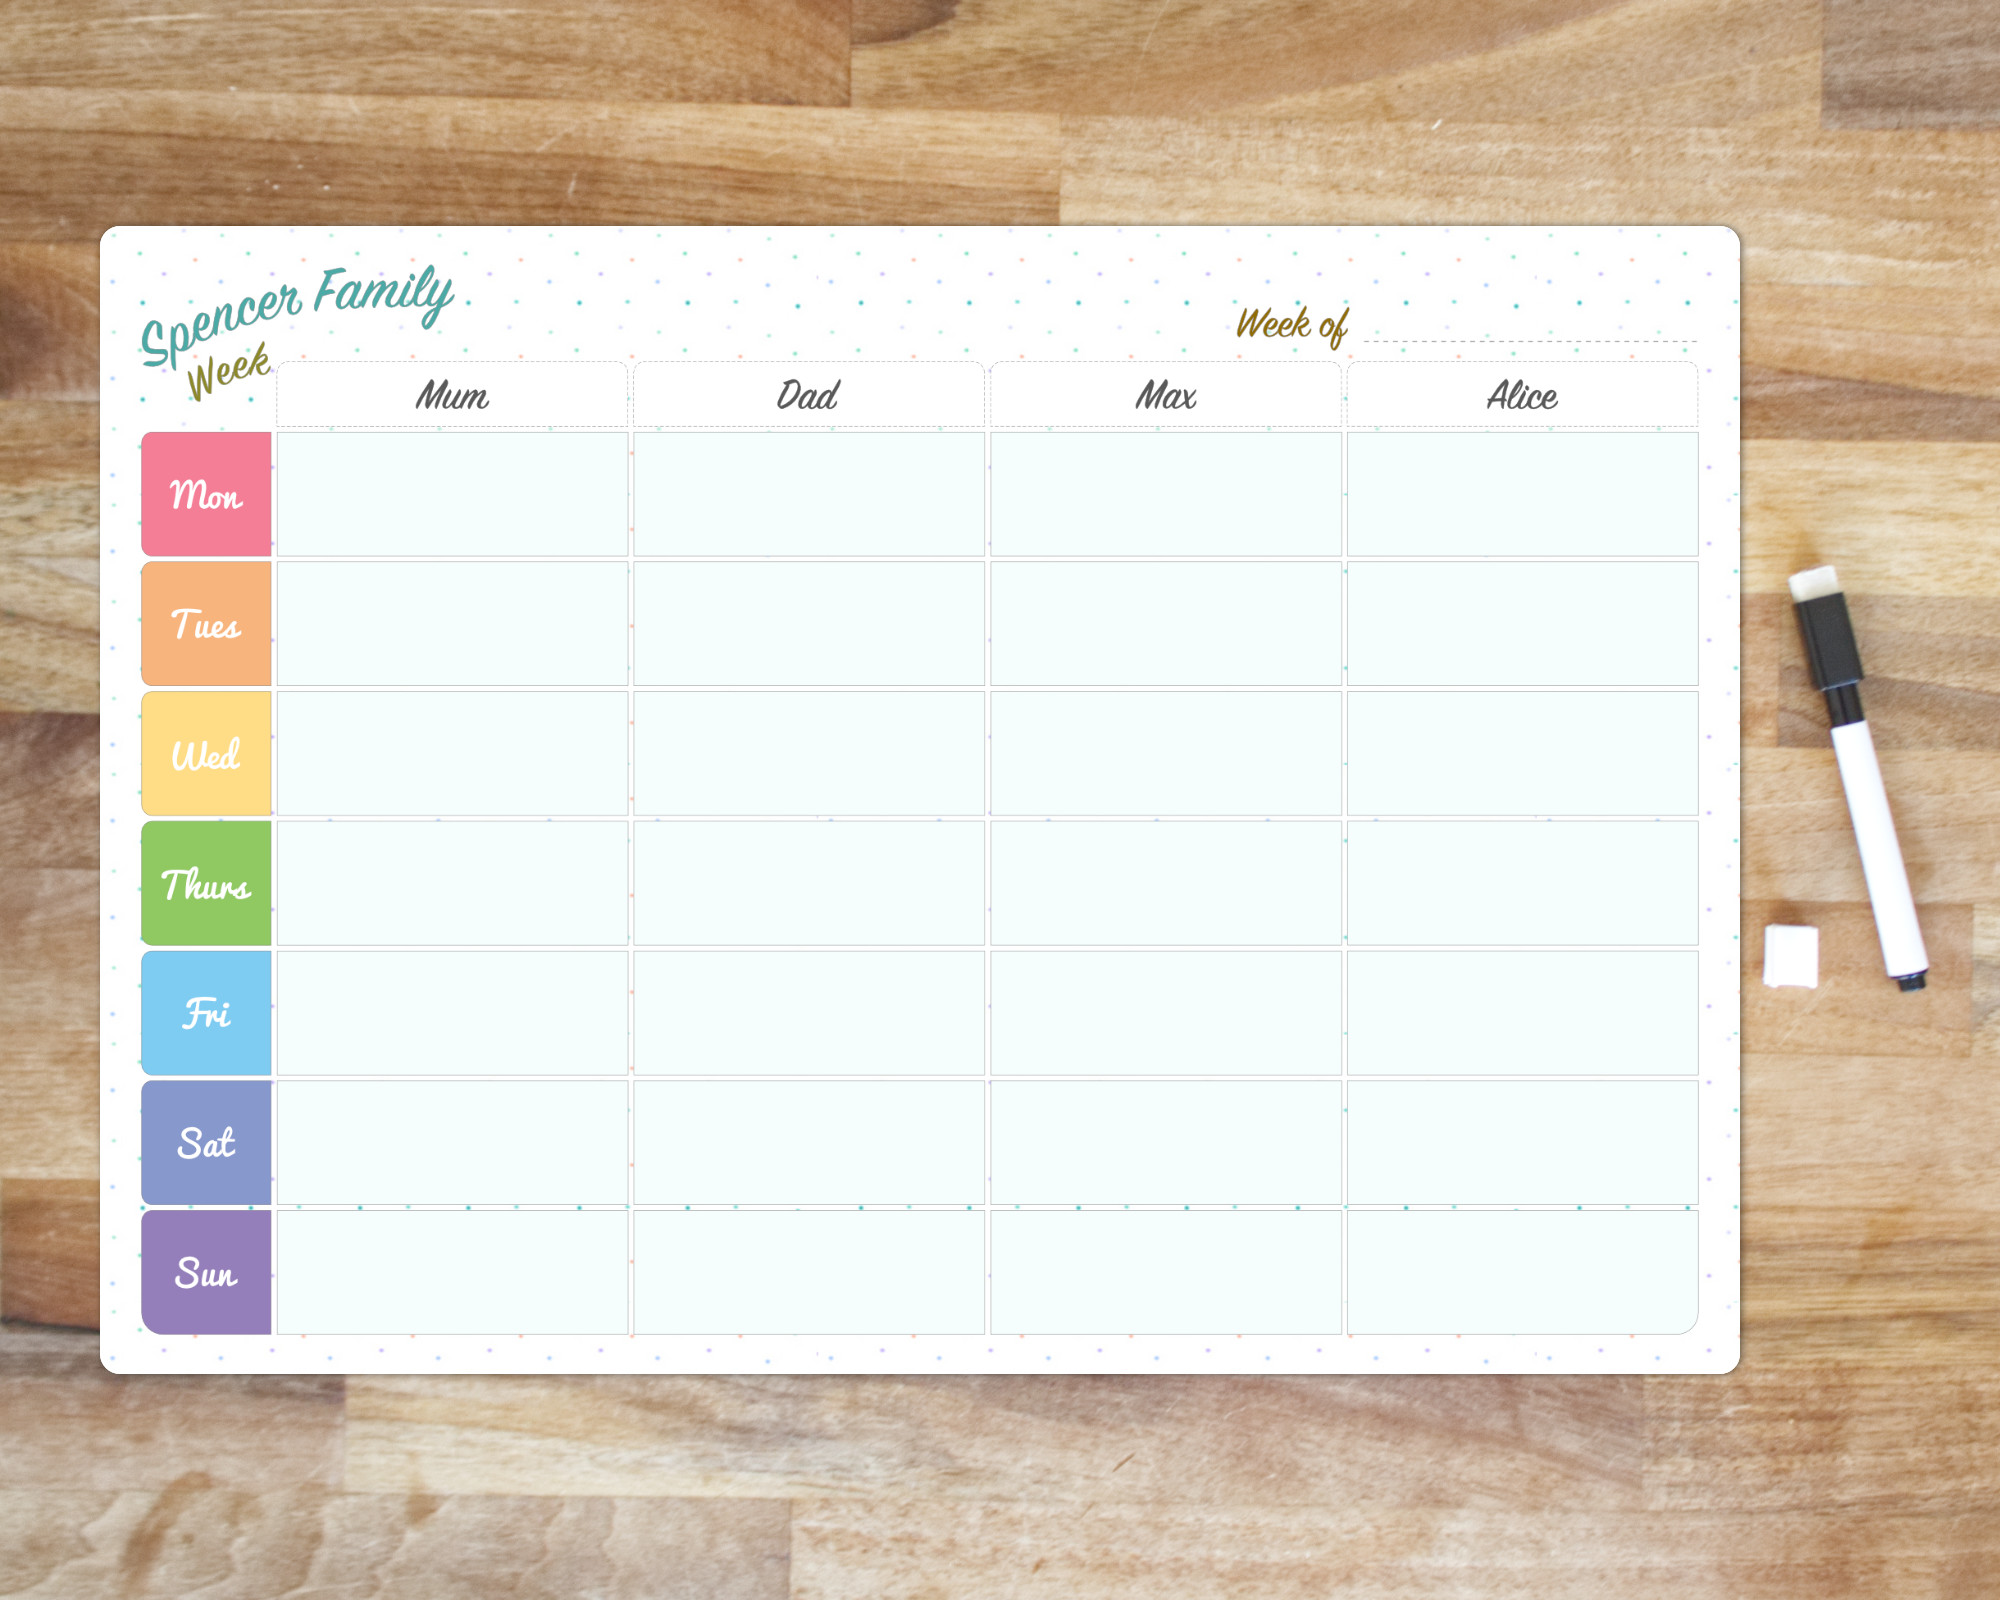 Spencer Family
Week
Week of
Mum Dad Max Alice
Mon
Tues
Wed
Thurs
Fri
Sat
Sun